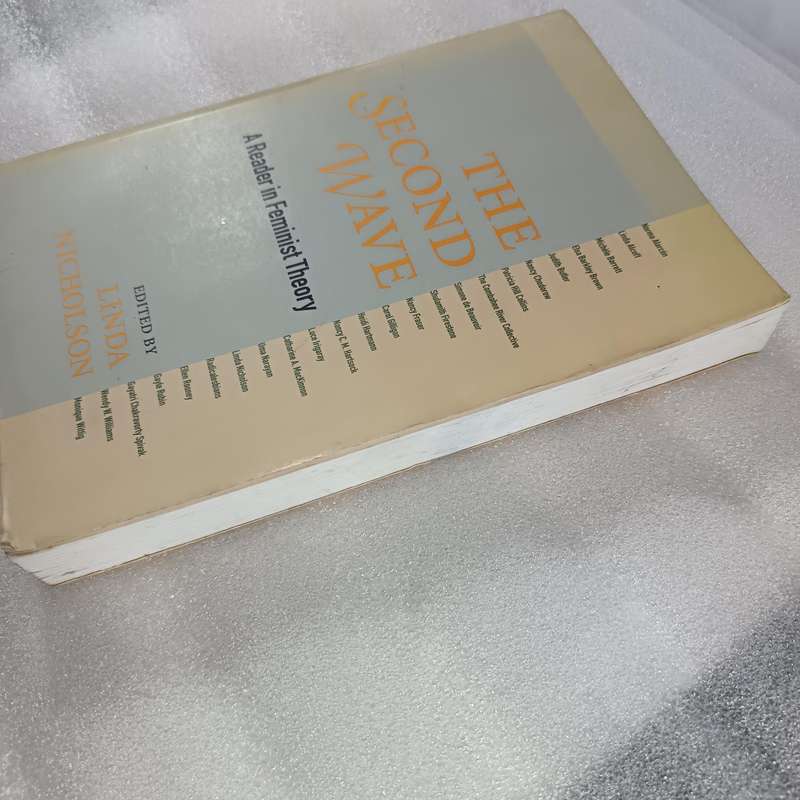 THE
SECOND
WAVE
A Reader in Feminist Theory
EDITED BY
LINDA
NICHOLSON
Norma Alarcón
Linda Alcoff
Michèle Barrett
Elsa Barkley Brown
Judith Butler
Nancy Chodorow
Patricia Hill Collins
The Combahee River Collective
Simone de Beauvoir
Shulamith Firestone
Nancy Fraser
Carol Gilligan
Heidi Hartmann
Nancy C. M. Hartsock
Luce Irigaray
Catharine A. MacKinnon
Uma Narayan
Linda Nicholson
Radicalesbians
Ellen Rooney
Gayle Rubin
Gayatri Chakravorty Spivak
Wendy W. Williams
Monique Wittig